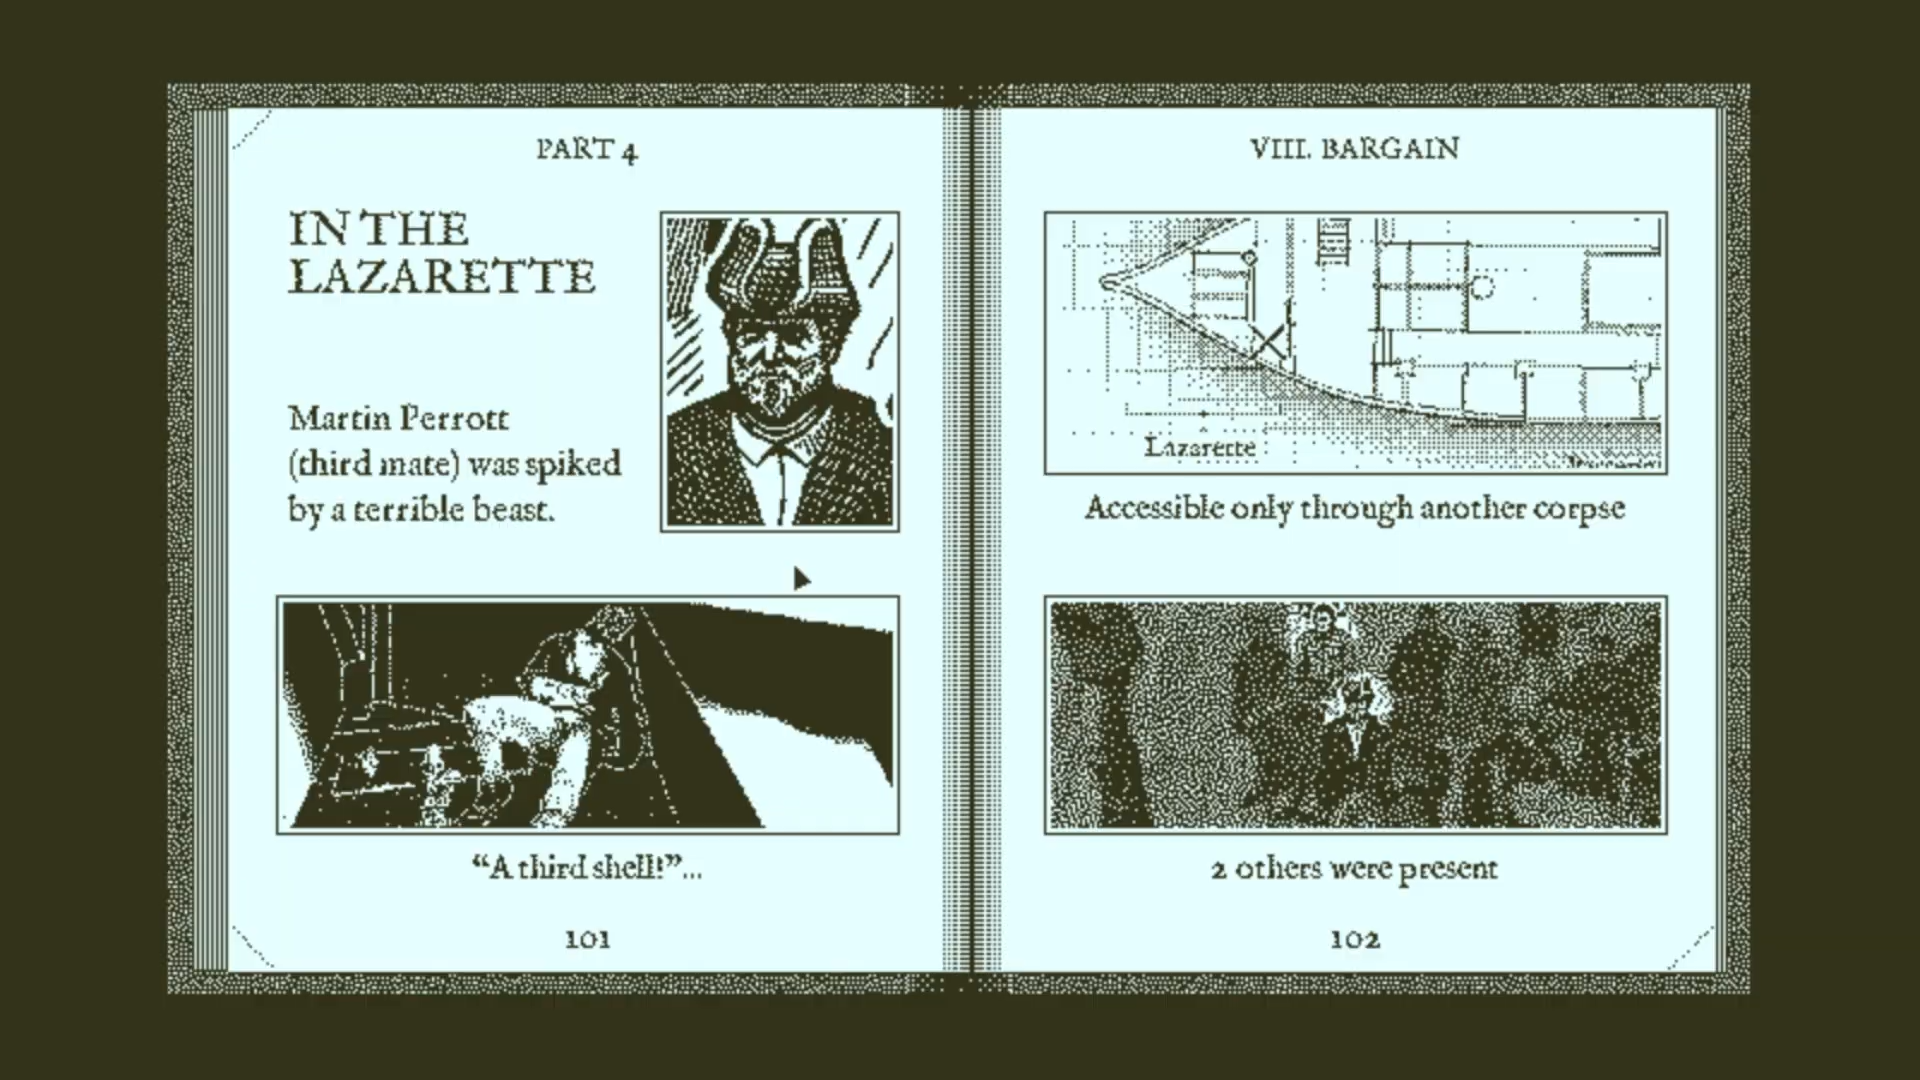 PART 4
IN THE
LAZARETTE
Martin Perrott
(third mate) was spiked
by a terrible beast.
“A third shell!”...
101
VIII. BARGAIN
Lazarette
Accessible only through another corpse
2 others were present
102